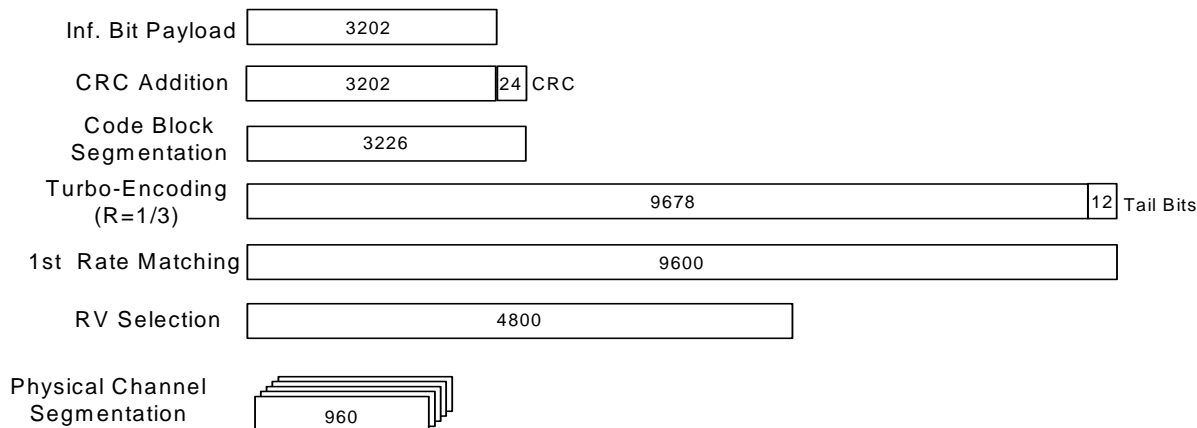 Inf. Bit Payload 3202
CRC Addition 3202 24 CRC
Code Block
Segmentation 3226
Turbo-Encoding
(R=1/3) 9678 12 Tail Bits
1st Rate Matching 9600
RV Selection 4800
Physical Channel
Segmentation 960